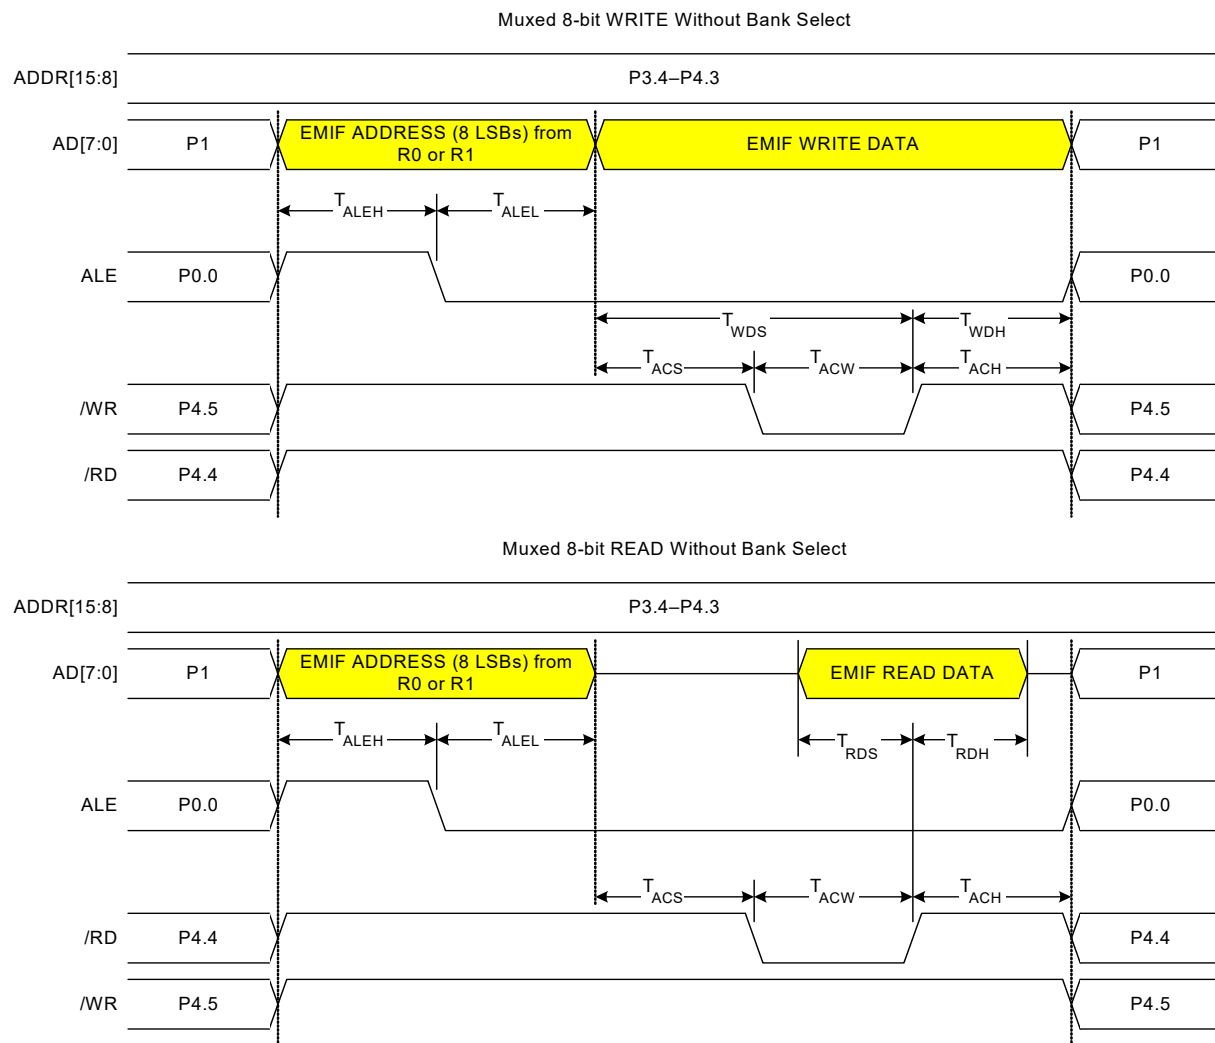 Muxed 8-bit WRITE Without Bank Select
ADDR[15:8] P3.4–P4.3
AD[7:0] P1 EMIF ADDRESS (8 LSBs) from
R0 or R1 EMIF WRITE DATA P1
TALEH TALEL
ALE P0.0 P0.0
TWDS TWDH
TACS TACW TACH
/WR P4.5 P4.5
/RD P4.4 P4.4
Muxed 8-bit READ Without Bank Select
ADDR[15:8] P3.4–P4.3
AD[7:0] P1 EMIF ADDRESS (8 LSBs) from
R0 or R1 EMIF READ DATA P1
TALEH TALEL TRDS TRDH
ALE P0.0 P0.0
TACS TACW TACH
/RD P4.4 P4.4
/WR P4.5 P4.5